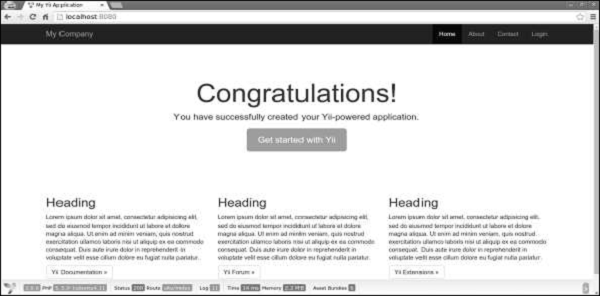 My Yii Application
localhost:8080
My Company
Home About Contact Login
Congratulations!
You have successfully created your Yii-powered application.
Get started with Yii
Heading Heading Heading
Lorem ipsum dolor sit amet, consectetur adipisicing elit, Lorem ipsum dolor sit amet, consectetur adipisicing elit, Lorem ipsum dolor sit amet, consectetur adipisicing elit,
sed do eiusmod tempor incididunt ut labore et dolore sed do eiusmod tempor incididunt ut labore et dolore sed do eiusmod tempor incididunt ut labore et dolore
magna aliqua. Ut enim ad minim veniam, quis nostrud magna aliqua. Ut enim ad minim veniam, quis nostrud magna aliqua. Ut enim ad minim veniam, quis nostrud
exercitation ullamco laboris nisi ut aliquip ex ea commodo exercitation ullamco laboris nisi ut aliquip ex ea commodo exercitation ullamco laboris nisi ut aliquip ex ea commodo
consequat. Duis aute irure dolor in reprehenderit in consequat. Duis aute irure dolor in reprehenderit in consequat. Duis aute irure dolor in reprehenderit in
voluptate velit esse cillum dolore eu fugiat nulla pariatur. voluptate velit esse cillum dolore eu fugiat nulla pariatur. voluptate velit esse cillum dolore eu fugiat nulla pariatur.
Yii Documentation » Yii Forum » Yii Extensions »
PHP Status 200 Route site/index Log 11 Time Memory Asset Bundles